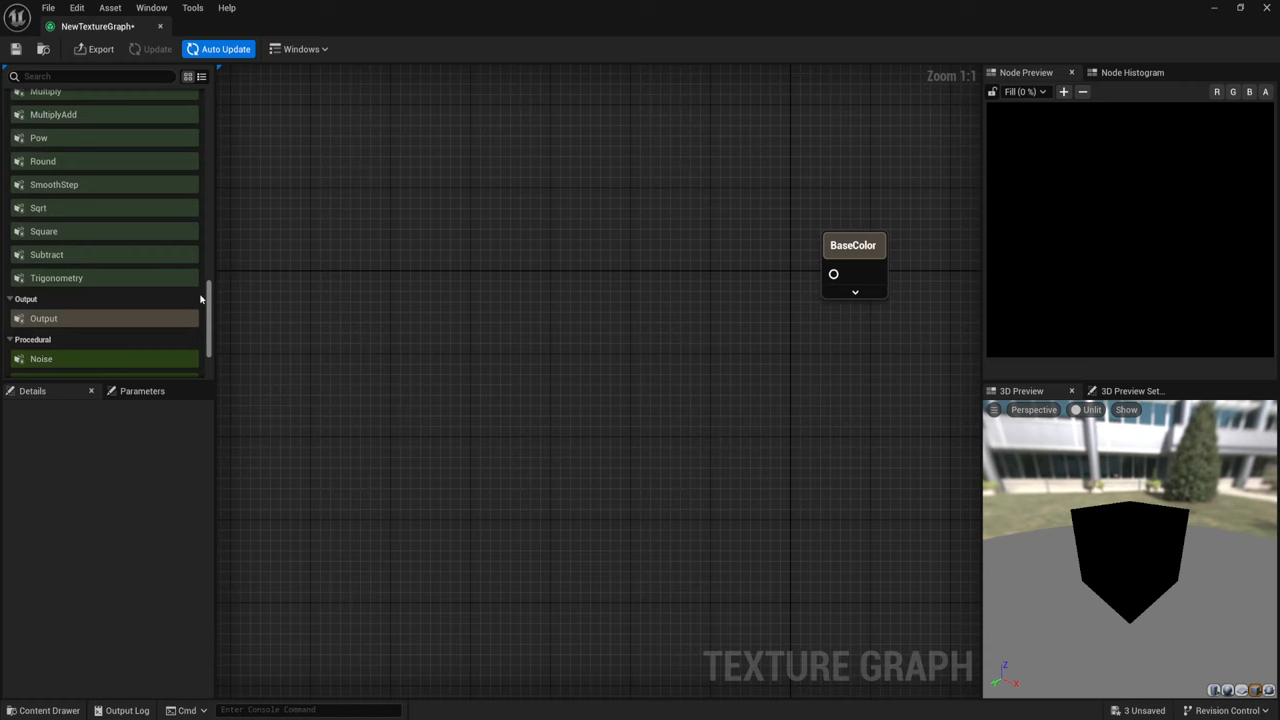 File Edit Asset Window Tools Help
NewTextureGraph*
Export Update Auto Update Windows
Search
Multiply
MultiplyAdd
Pow
Round
SmoothStep
Sqrt
Square
Subtract
Trigonometry
Output
Output
Procedural
Noise
Details Parameters
Zoom 1:1
BaseColor
TEXTURE GRAPH
Node Preview Node Histogram
Fill (0 %) R G B A
3D Preview 3D Preview Set...
Perspective Unlit Show
Z
X
Content Drawer Output Log Cmd Enter Console Command 3 Unsaved Revision Control